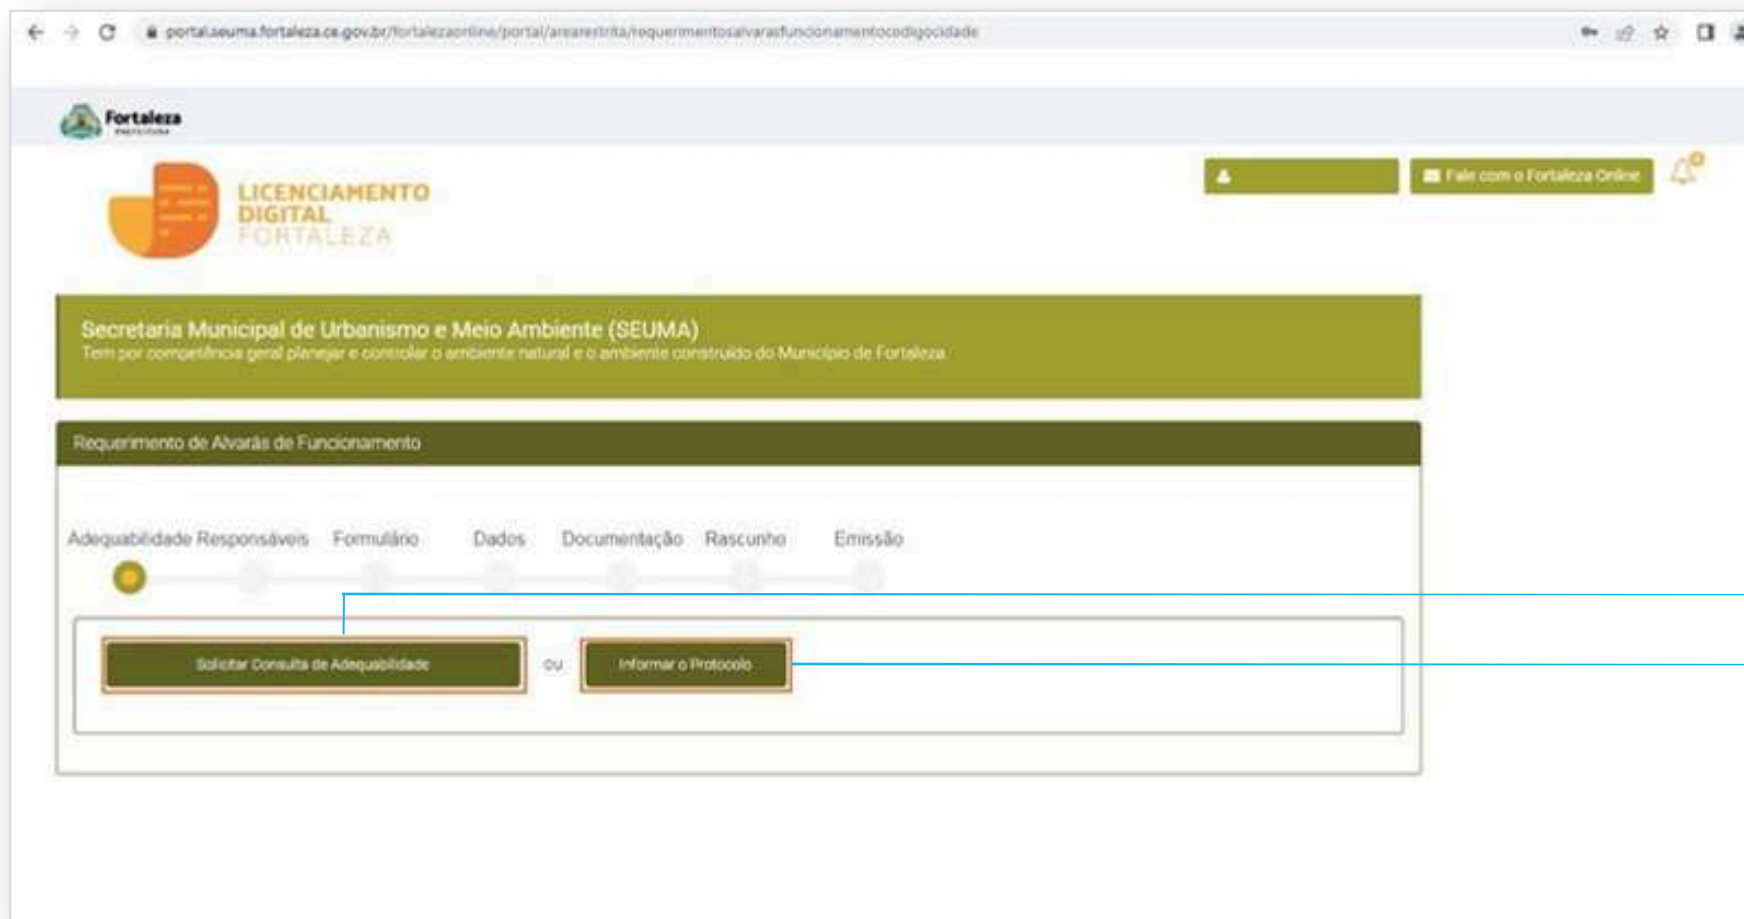 portal.seuma.fortaleza.ce.gov.br/fortalezaonline/portal/arearestrita/requerimentosalvarasfuncionamentocodigocidade
Fortaleza
PREFEITURA
LICENCIAMENTO
DIGITAL
FORTALEZA
Fale com o Fortaleza Online
Secretaria Municipal de Urbanismo e Meio Ambiente (SEUMA)
Tem por competência geral planejar e controlar o ambiente natural e o ambiente construído do Município de Fortaleza
Requerimento de Alvarás de Funcionamento
Adequabilidade Responsáveis Formulário Dados Documentação Rascunho Emissão
Solicitar Consulta de Adequabilidade ou Informar o Protocolo